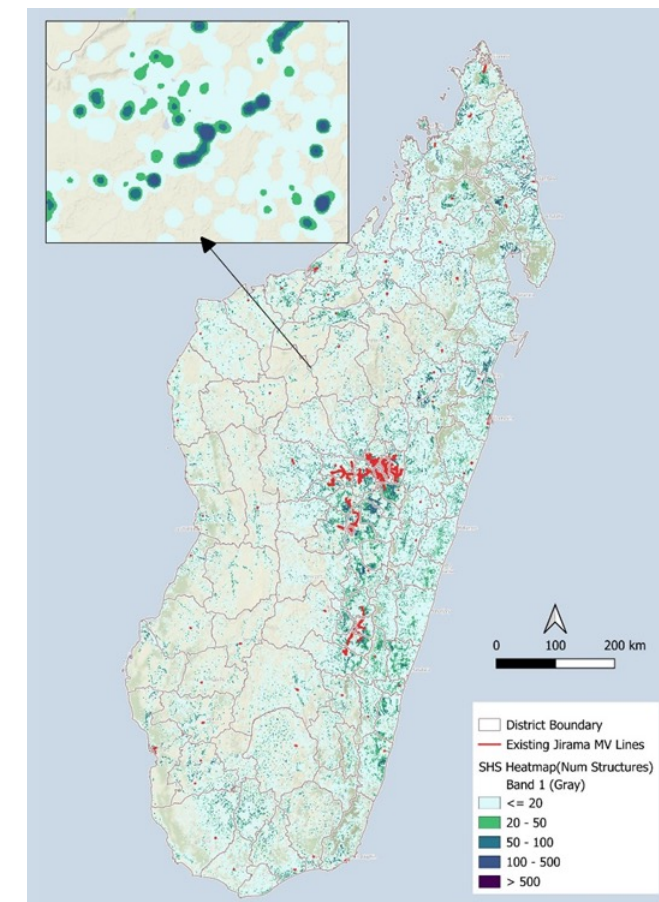 0 100 200 km
District Boundary
Existing Jirama MV Lines
SHS Heatmap(Num Structures)
Band 1 (Gray)
<= 20
20 - 50
50 - 100
100 - 500
> 500